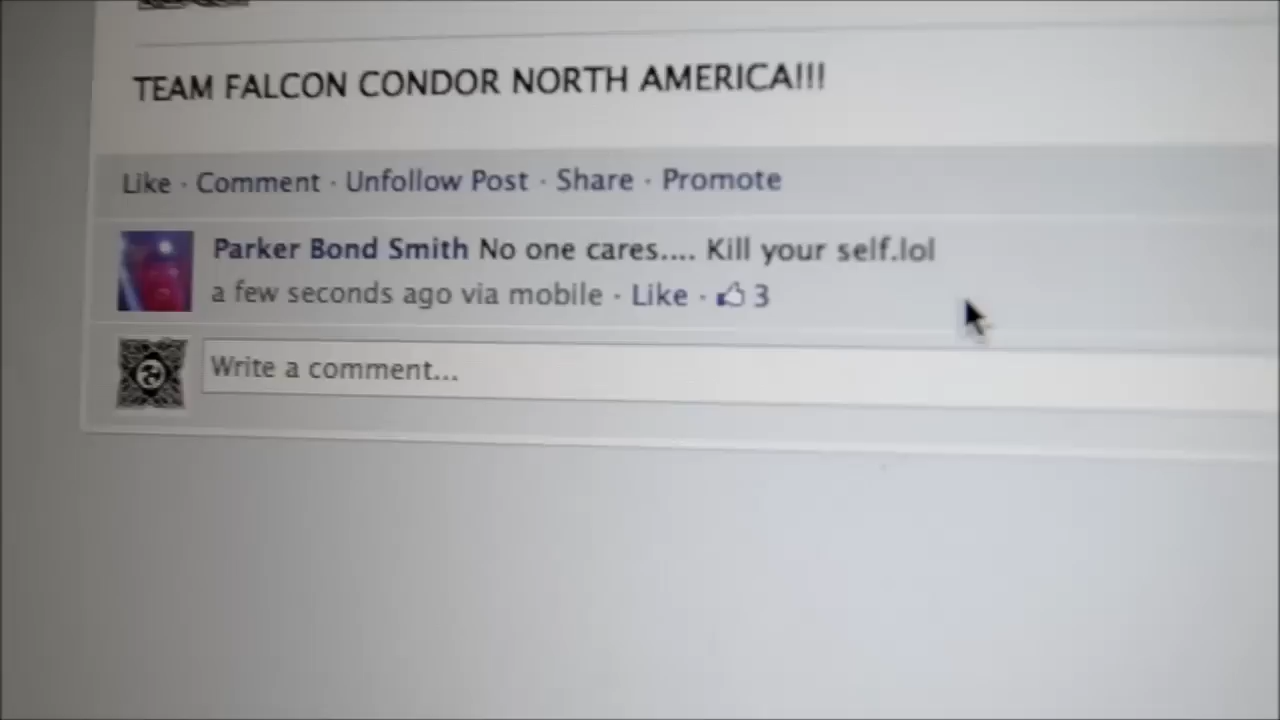 TEAM FALCON CONDOR NORTH AMERICA!!!
Like · Comment · Unfollow Post · Share · Promote
Parker Bond Smith No one cares.... Kill your self.lol
a few seconds ago via mobile · Like · 3
Write a comment...